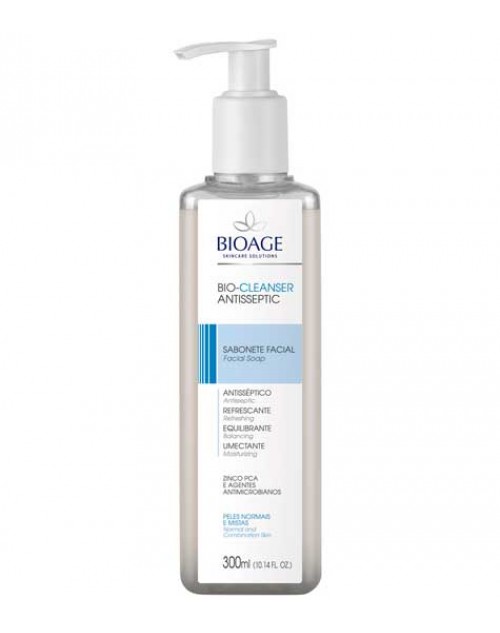 BIOAGE
SKINCARE SOLUTIONS
BIO-CLEANSER
ANTISSEPTIC
SABONETE FACIAL
Facial Soap
ANTISSÉPTICO
Antiseptic
REFRESCANTE
Refreshing
EQUILIBRANTE
Balancing
UMECTANTE
Moisturizing
ZINCO PCA
E AGENTES
ANTIMICROBIANOS
PELES NORMAIS
E MISTAS
Normal and
Combination Skin
300ml (10.14 FL. OZ.)